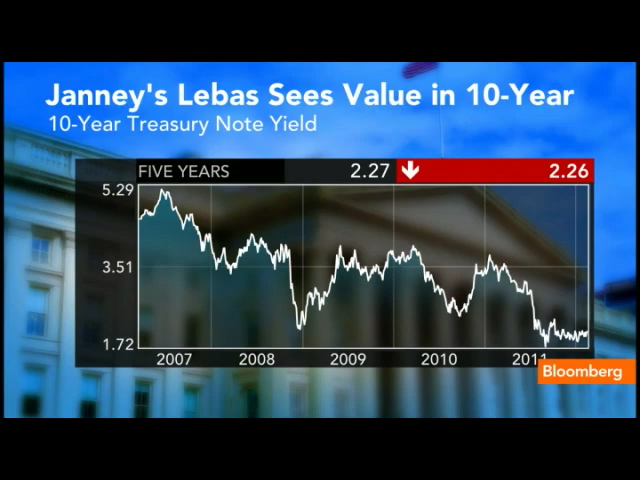 Janney's Lebas Sees Value in 10-Year
10-Year Treasury Note Yield
FIVE YEARS 2.27 2.26
5.29
3.51
1.72
2007 2008 2009 2010 2011
Bloomberg